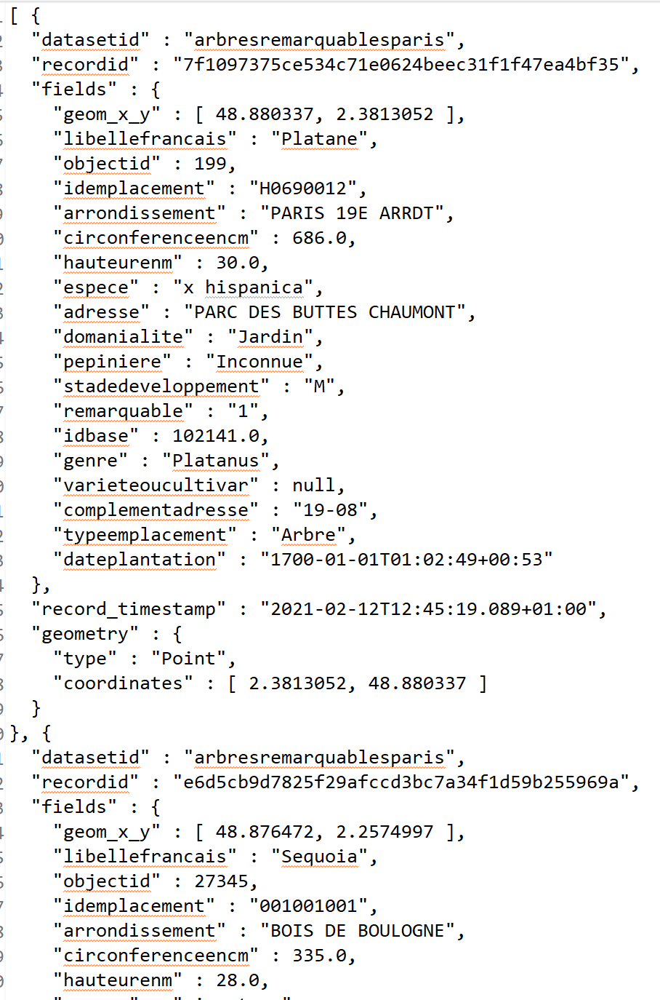 [ {
"datasetid" : "arbresremarquablesparis",
"recordid" : "7f1097375ce534c71e0624beec31f1f47ea4bf35",
"fields" : {
"geom_x_y" : [ 48.880337, 2.3813052 ],
"libellefrancais" : "Platane",
"objectid" : 199,
"idemplacement" : "H0690012",
"arrondissement" : "PARIS 19E ARRDT",
"circonferenceencm" : 686.0,
"hauteurenm" : 30.0,
"espece" : "x hispanica",
"adresse" : "PARC DES BUTTES CHAUMONT",
"domanialite" : "Jardin",
"pepiniere" : "Inconnue",
"stadedeveloppement" : "M",
"remarquable" : "1",
"idbase" : 102141.0,
"genre" : "Platanus",
"varieteoucultivar" : null,
"complementadresse" : "19-08",
"typeemplacement" : "Arbre",
"dateplantation" : "1700-01-01T01:02:49+00:53"
},
"record_timestamp" : "2021-02-12T12:45:19.089+01:00",
"geometry" : {
"type" : "Point",
"coordinates" : [ 2.3813052, 48.880337 ]
}
}, {
"datasetid" : "arbresremarquablesparis",
"recordid" : "e6d5cb9d7825f29afccd3bc7a34f1d59b255969a",
"fields" : {
"geom_x_y" : [ 48.876472, 2.2574997 ],
"libellefrancais" : "Sequoia",
"objectid" : 27345,
"idemplacement" : "001001001",
"arrondissement" : "BOIS DE BOULOGNE",
"circonferenceencm" : 335.0,
"hauteurenm" : 28.0,